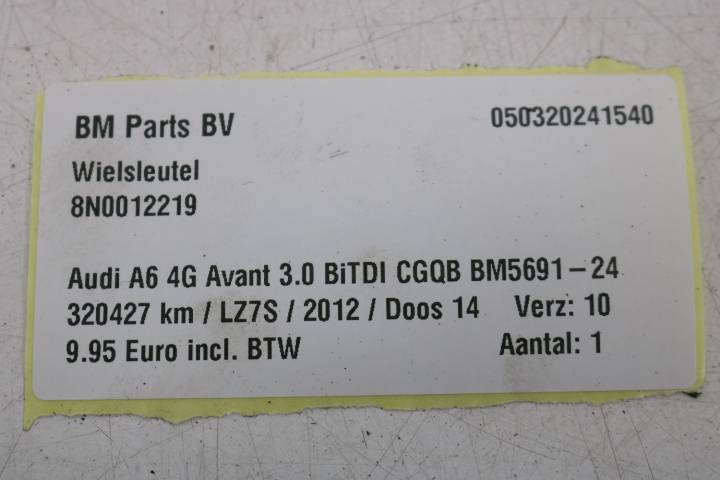 BM Parts BV 050320241540
Wielsleutel
8N0012219
Audi A6 4G Avant 3.0 BiTDI CGQB BM5691-24
320427 km / LZ7S / 2012 / Doos 14 Verz: 10
9.95 Euro incl. BTW Aantal: 1